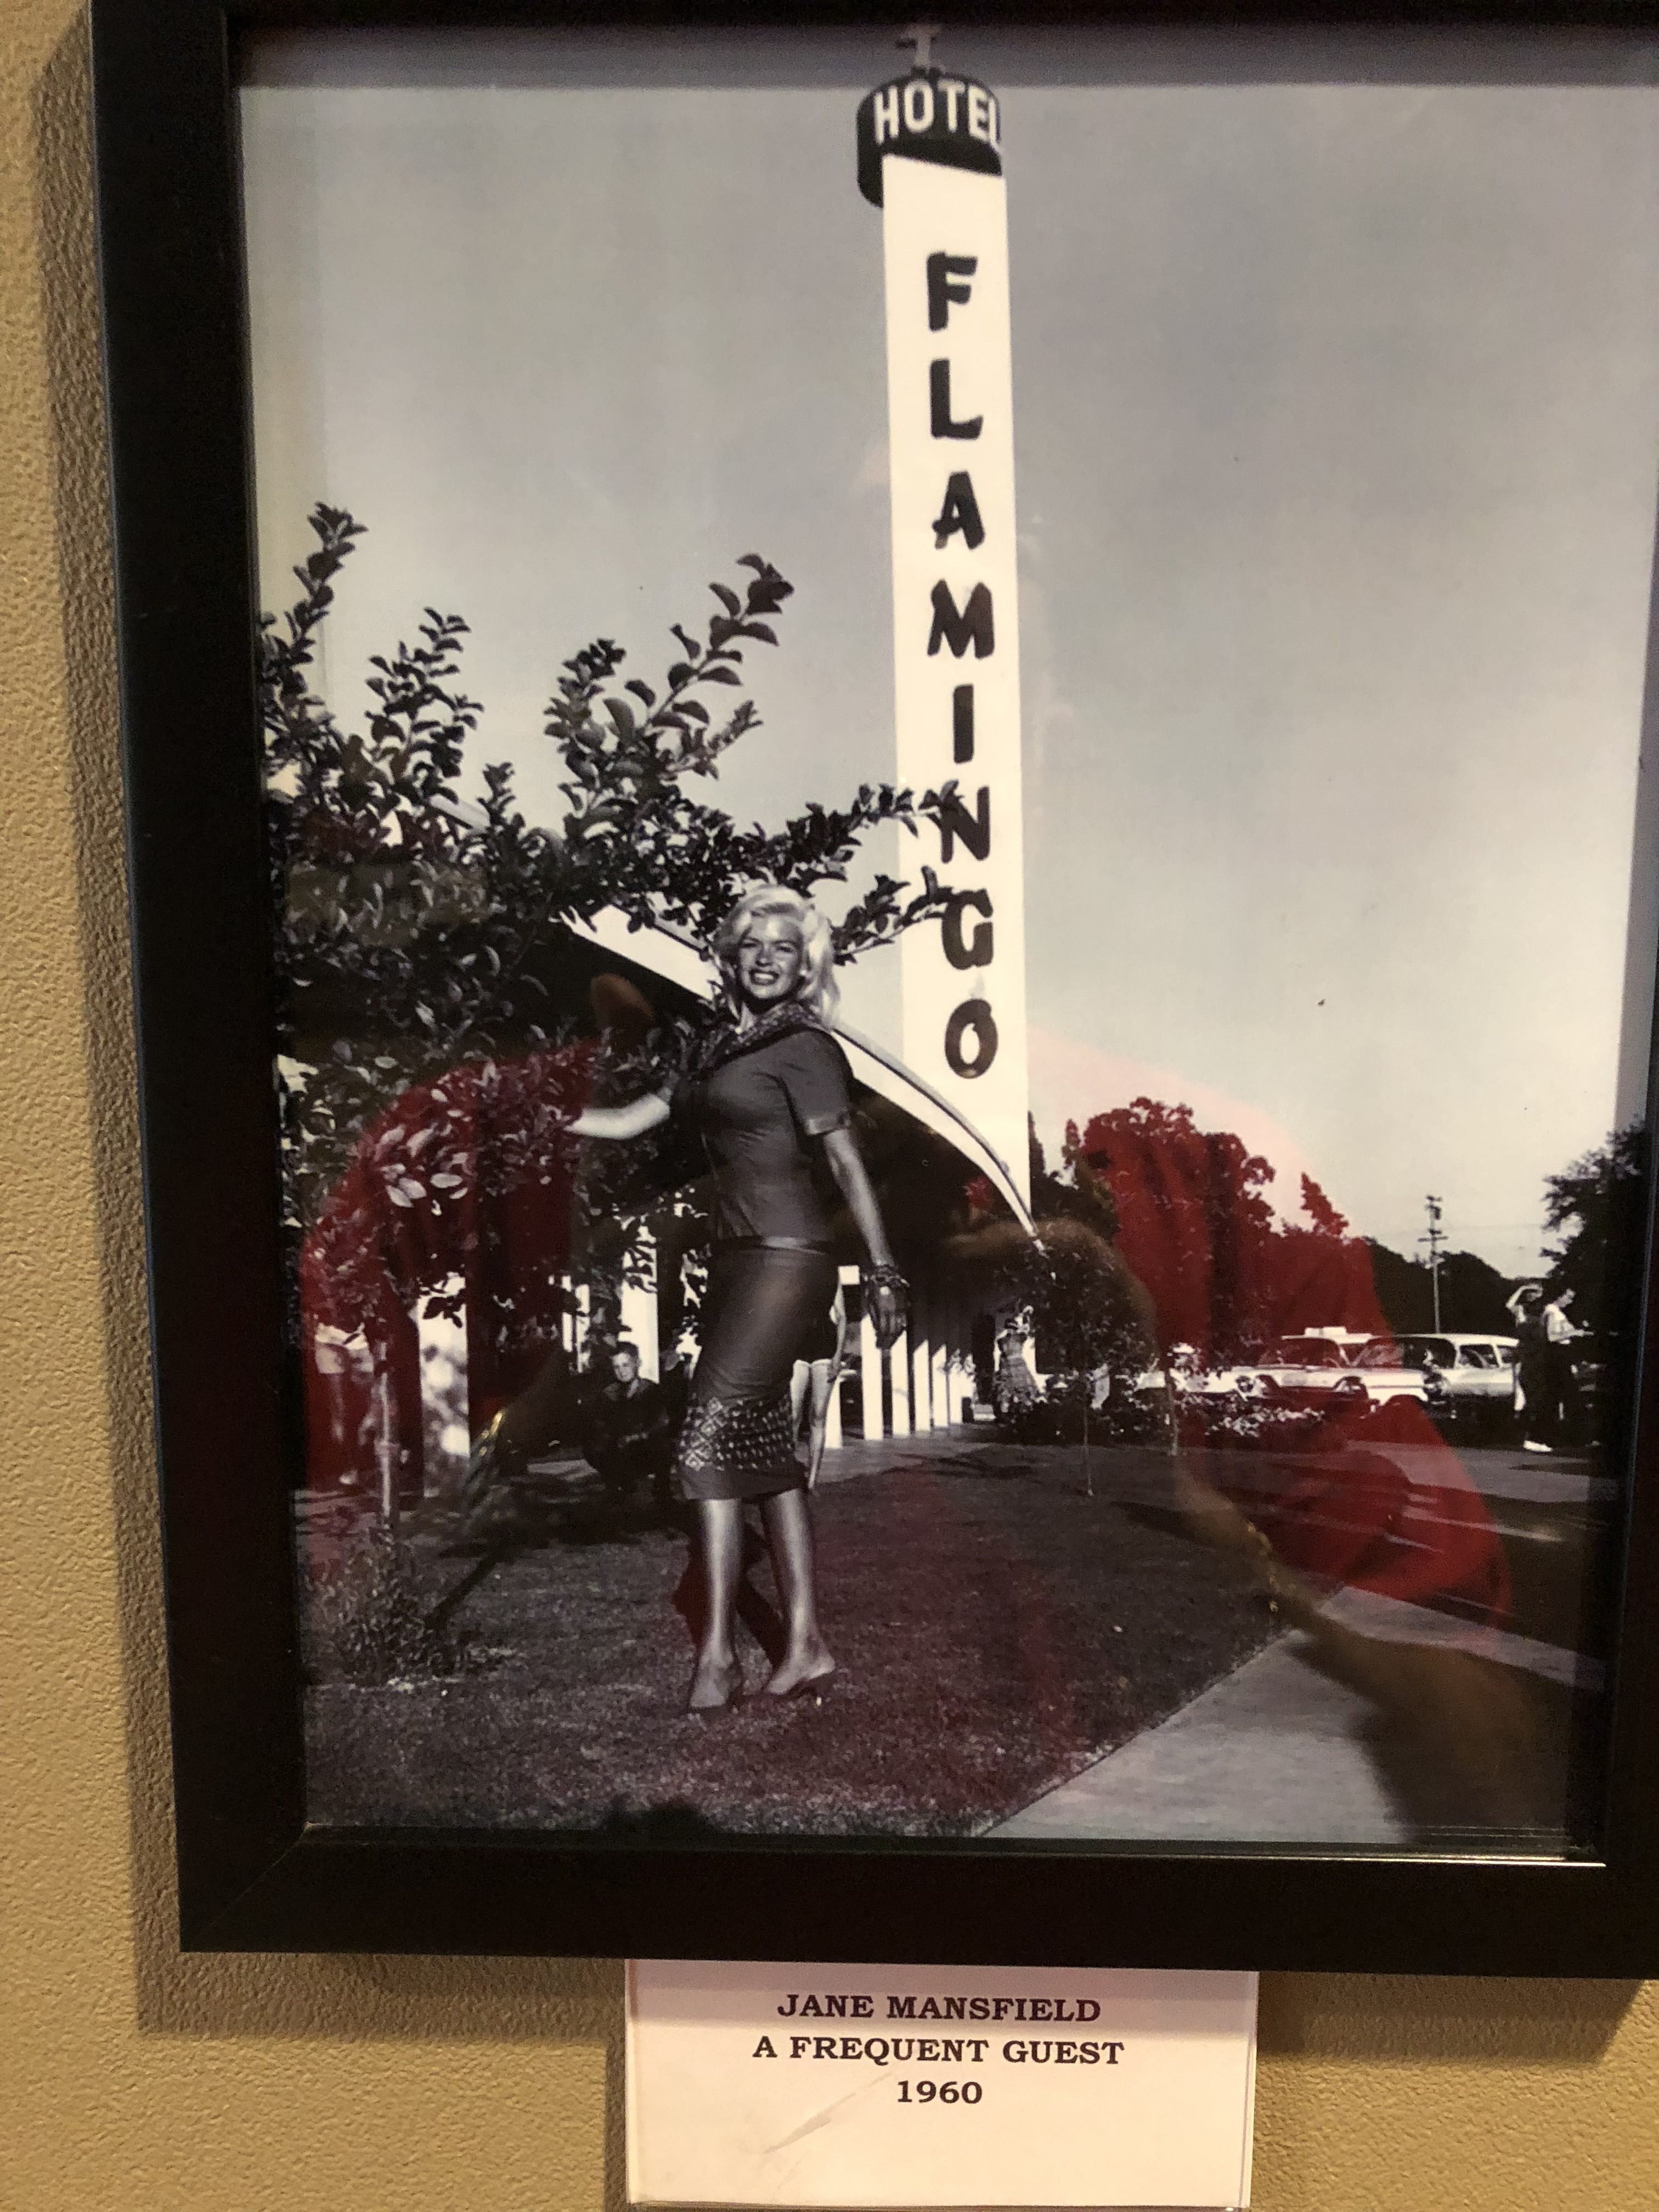 HOTEL
FLAMINGO
JANE MANSFIELD
A FREQUENT GUEST
1960